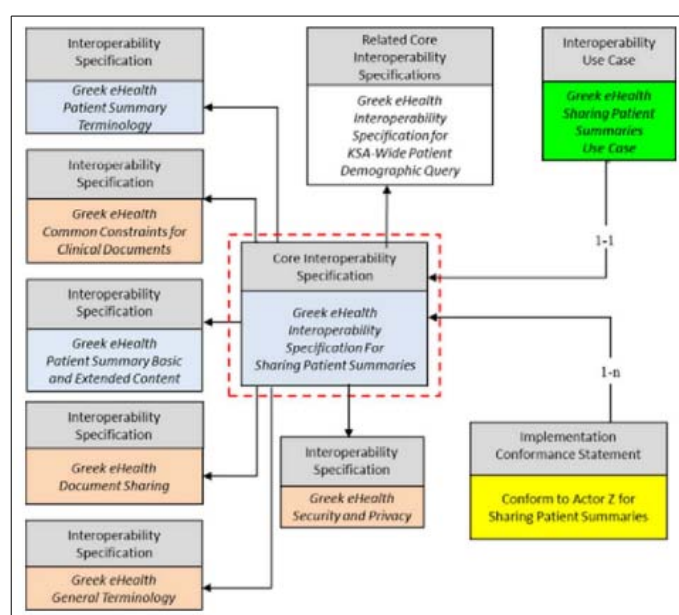 Interoperability
Specification
Greek eHealth
Patient Summary
Terminology
Interoperability
Specification
Greek eHealth
Common Constraints for
Clinical Documents
Interoperability
Specification
Greek eHealth
Patient Summary Basic
and Extended Content
Interoperability
Specification
Greek eHealth
Document Sharing
Interoperability
Specification
Greek eHealth
General Terminology
Related Core
Interoperability
Specifications
Greek eHealth
Interoperability
Specification for
KSA-Wide Patient
Demographic Query
Core Interoperability
Specification
Greek eHealth
Interoperability
Specification For
Sharing Patient Summaries
Interoperability
Specification
Greek eHealth
Security and Privacy
Interoperability
Use Case
Greek eHealth
Sharing Patient
Summaries
Use Case
1-1
1-n
Implementation
Conformance Statement
Conform to Actor Z for
Sharing Patient Summaries